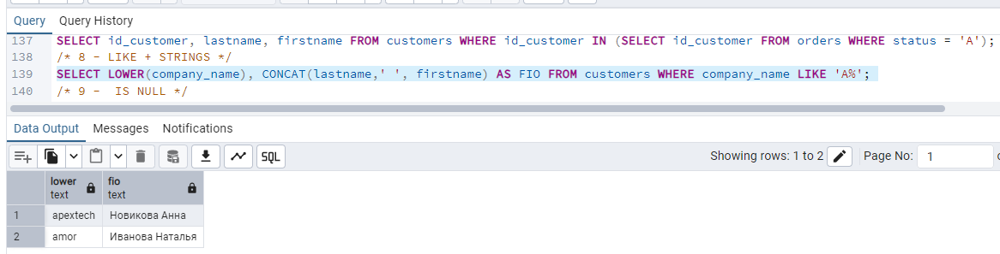 Query Query History
137 SELECT id_customer, lastname, firstname FROM customers WHERE id_customer IN (SELECT id_customer FROM orders WHERE status = 'A');
138 /* 8 - LIKE + STRINGS */
139 SELECT LOWER(company_name), CONCAT(lastname,' ', firstname) AS FIO FROM customers WHERE company_name LIKE 'A%';
140 /* 9 -  IS NULL */
Data Output Messages Notifications
SQL Showing rows: 1 to 2 Page No: 1
lower fio
text text
1 apextech Новикова Анна
2 amor Иванова Наталья